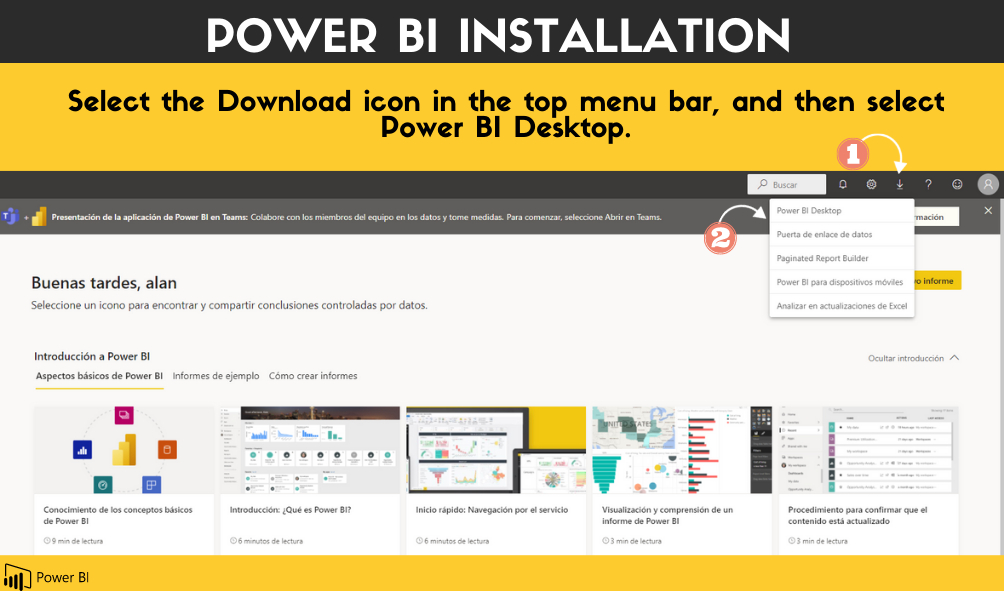 POWER BI INSTALLATION
Select the Download icon in the top menu bar, and then select
Power BI Desktop.
1
Buscar
?
Presentación de la aplicación de Power BI en Teams: Colabore con los miembros del equipo en los datos y tome medidas. Para comenzar, seleccione Abrir en Teams.
2
Power BI Desktop
rmación
Puerta de enlace de datos
Paginated Report Builder
Power BI para dispositivos móviles
vo informe
Analizar en actualizaciones de Excel
Buenas tardes, alan
Seleccione un icono para encontrar y compartir conclusiones controladas por datos.
Introducción a Power BI
Ocultar introducción
Aspectos básicos de Power BI Informes de ejemplo Cómo crear informes
UNITED STATES
Conocimiento de los conceptos básicos
de Power BI
9 min de lectura
Introducción: ¿Qué es Power BI?
6 minutos de lectura
Inicio rápido: Navegación por el servicio
6 minutos de lectura
Visualización y comprensión de un
informe de Power BI
3 min de lectura
Procedimiento para confirmar que el
contenido está actualizado
3 min de lectura
Power BI